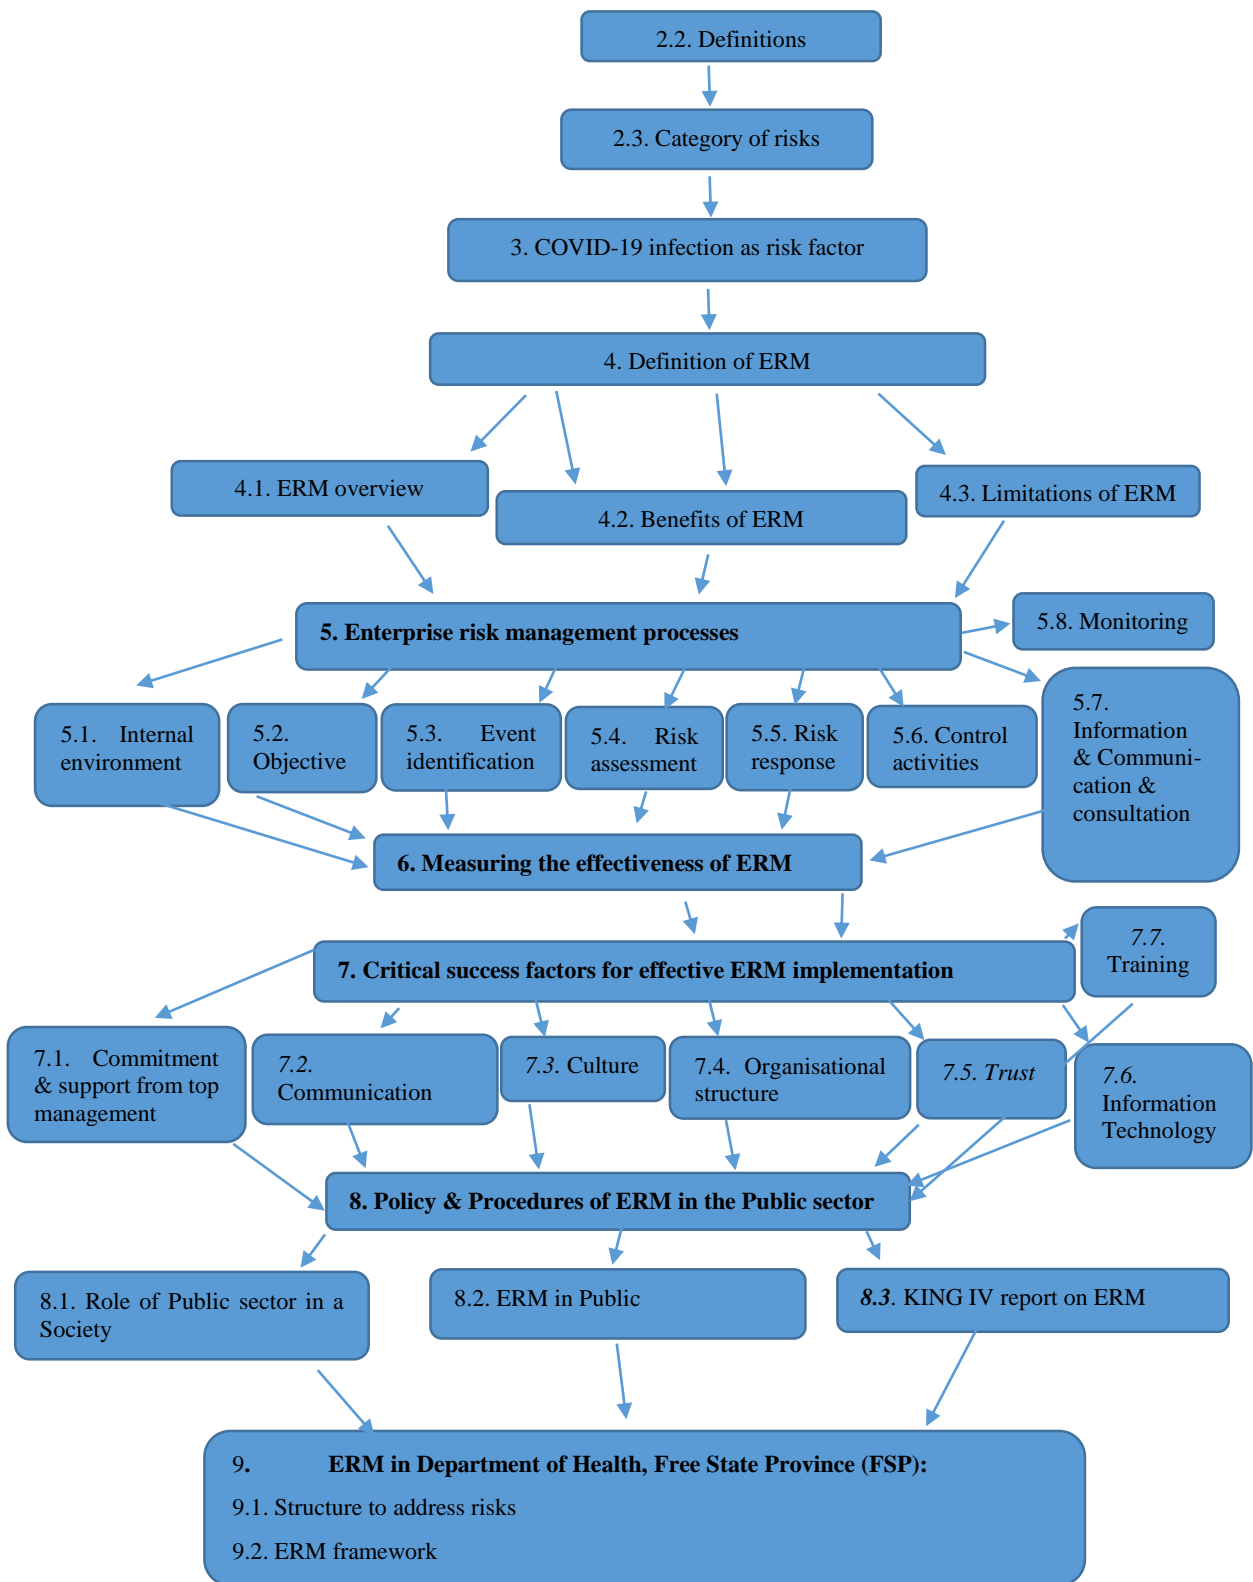 2.2. Definitions
2.3. Category of risks
3. COVID-19 infection as risk factor
4. Definition of ERM
4.1. ERM overview
4.2. Benefits of ERM
4.3. Limitations of ERM
5. Enterprise risk management processes
5.8. Monitoring
5.1. Internal
environment
5.2.
Objective
5.3. Event
identification
5.4. Risk
assessment
5.5. Risk
response
5.6. Control
activities
5.7.
Information
& Communi-
cation &
consultation
6. Measuring the effectiveness of ERM
7. Critical success factors for effective ERM implementation
7.7.
Training
7.1. Commitment
& support from top
management
7.2.
Communication
7.3. Culture
7.4. Organisational
structure
7.5. Trust
7.6.
Information
Technology
8. Policy & Procedures of ERM in the Public sector
8.1. Role of Public sector in a
Society
8.2. ERM in Public
8.3. KING IV report on ERM
9. ERM in Department of Health, Free State Province (FSP):
9.1. Structure to address risks
9.2. ERM framework